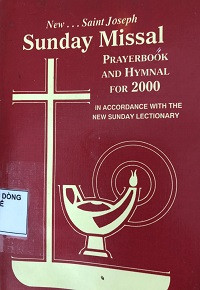 New...Saint Joseph
Sunday Missal
PRAYERBOOK
AND HYMNAL
FOR 2000
IN ACCORDANCE WITH THE
NEW SUNDAY LECTIONARY
DÒNG